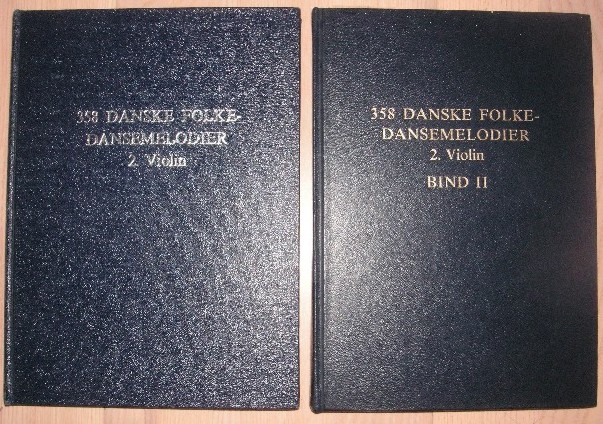 358 DANSKE FOLKE-
DANSEMELODIER
2. Violin
358 DANSKE FOLKE-
DANSEMELODIER
2. Violin
BIND II